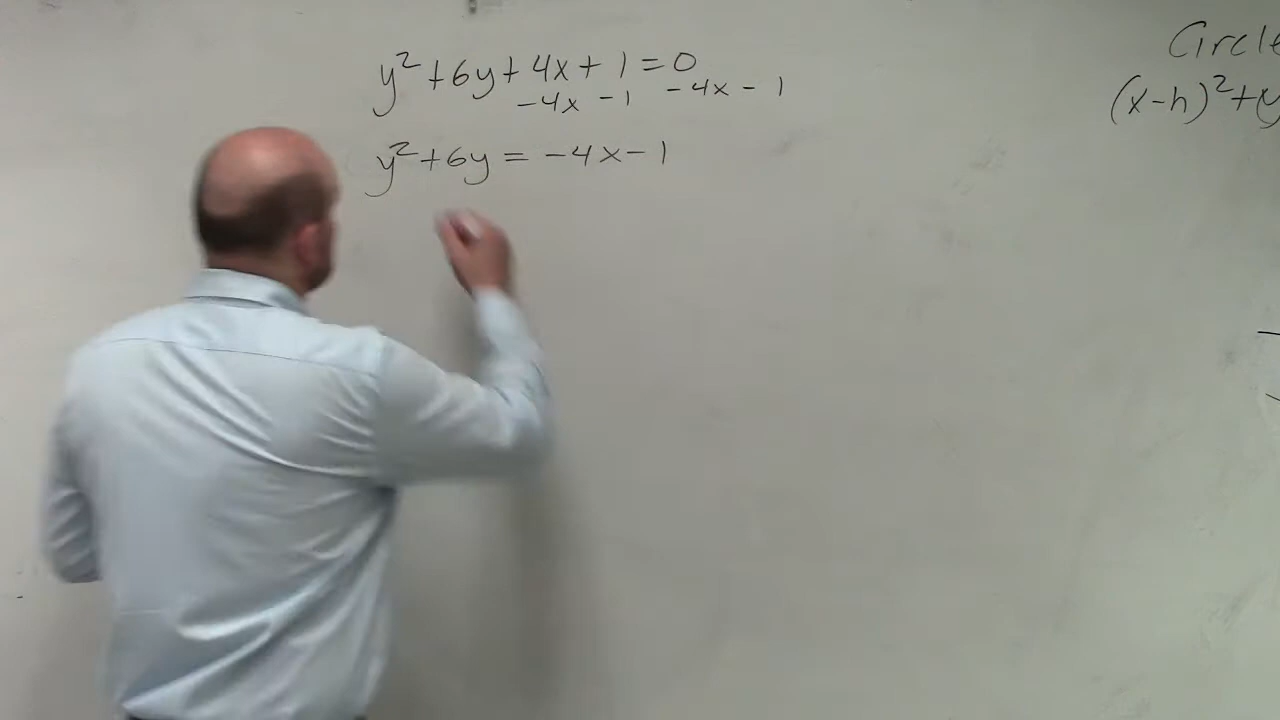 y² + 6y + 4x + 1 = 0
-4x - 1 -4x - 1
y² + 6y = -4x - 1
Circle
(x-h)² + (y